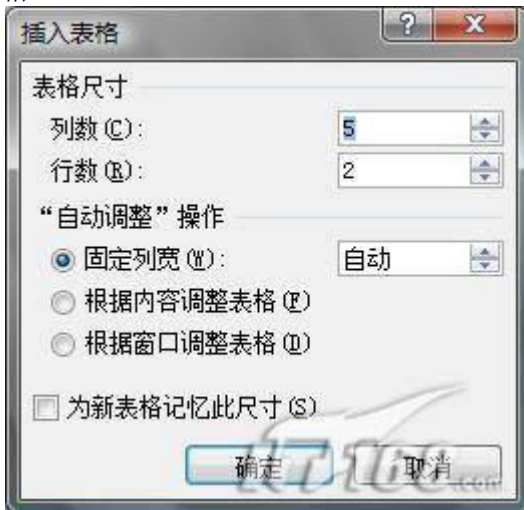 插入表格
表格尺寸
列数(C): 5
行数(R): 2
“自动调整”操作
固定列宽(W): 自动
根据内容调整表格(F)
根据窗口调整表格(D)
为新表格记忆此尺寸(S)
确定 取消